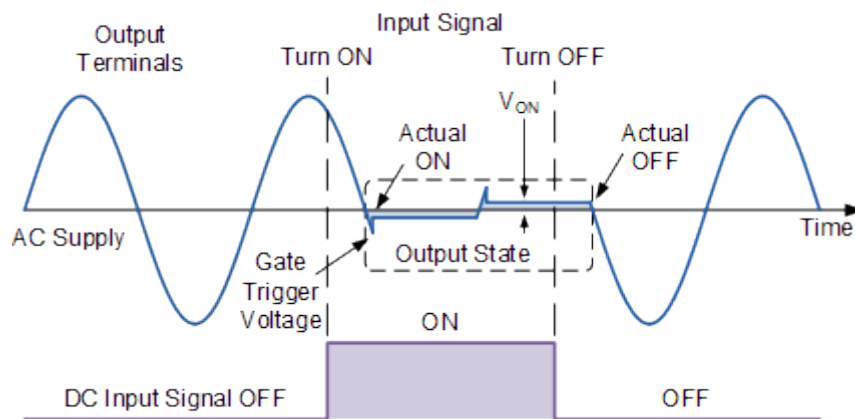 Input Signal
Output
Terminals
Turn ON
Turn OFF
VON
Actual
ON
Actual
OFF
AC Supply
Time
Output State
Gate
Trigger
Voltage
ON
DC Input Signal OFF
OFF